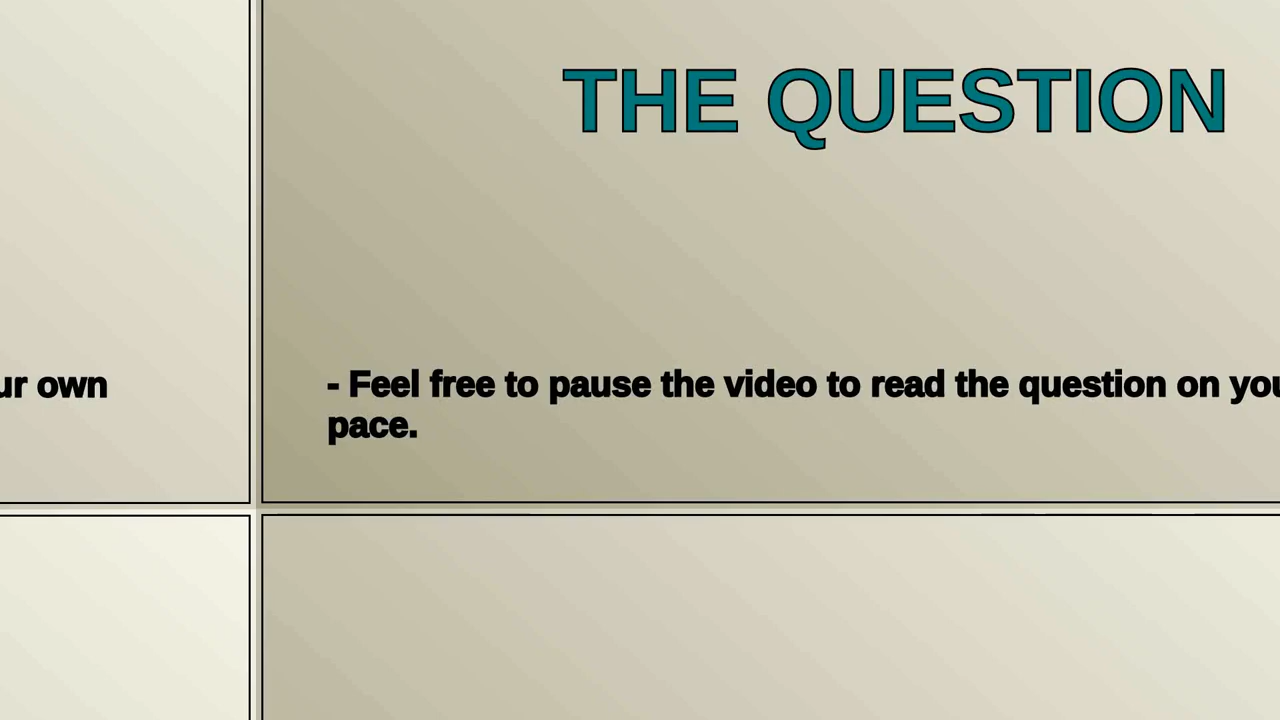 THE QUESTION
ur own
- Feel free to pause the video to read the question on you
pace.